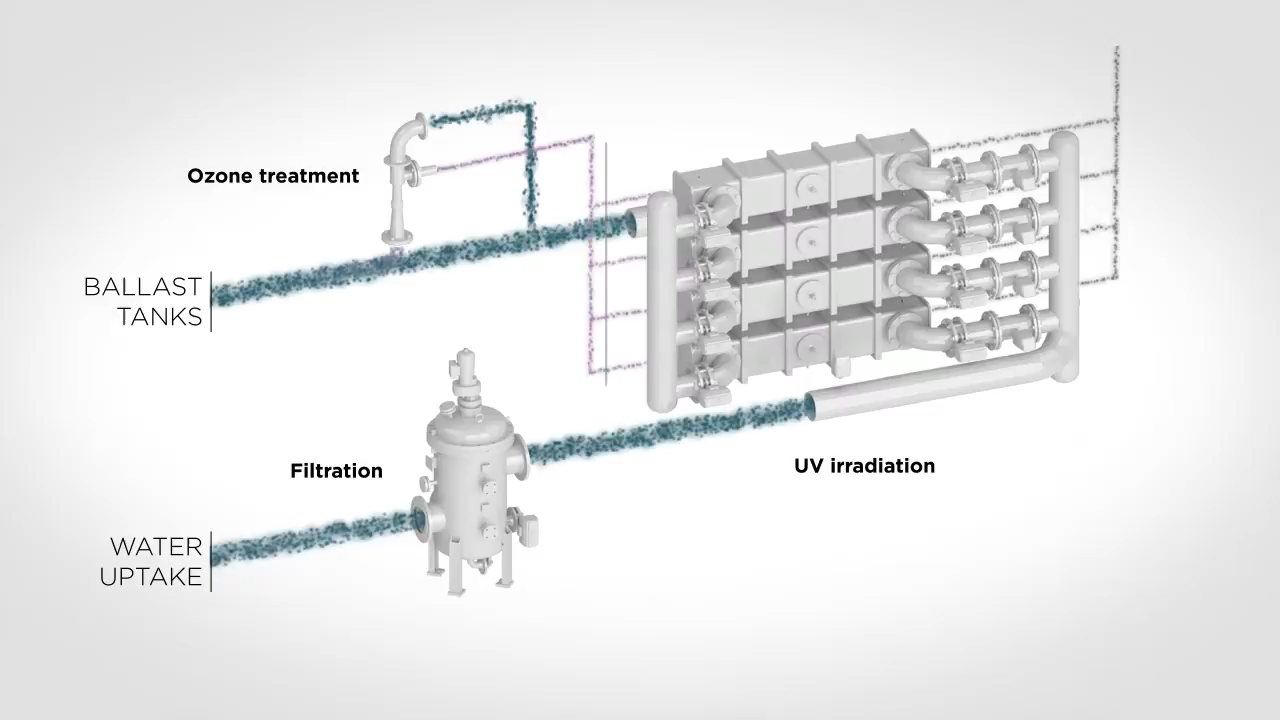 Ozone treatment
BALLAST
TANKS
Filtration
UV irradiation
WATER
UPTAKE